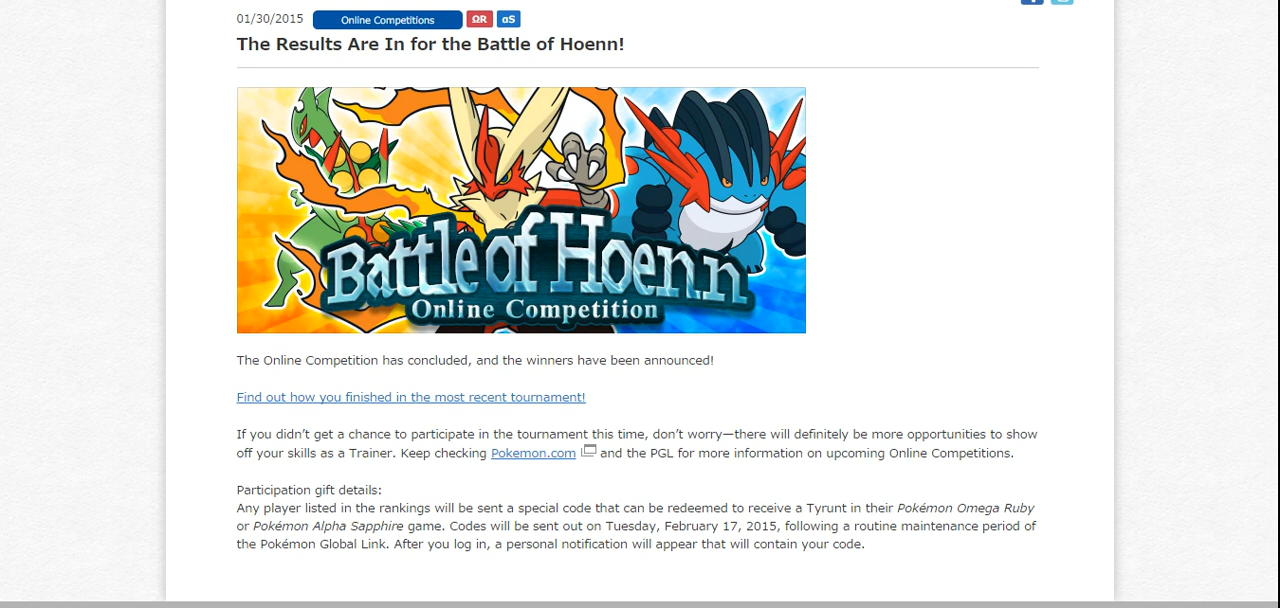 01/30/2015 Online Competitions ΩR αS
The Results Are In for the Battle of Hoenn!
Battle of Hoenn
Online Competition
The Online Competition has concluded, and the winners have been announced!
Find out how you finished in the most recent tournament!
If you didn’t get a chance to participate in the tournament this time, don’t worry—there will definitely be more opportunities to show
off your skills as a Trainer. Keep checking Pokemon.com and the PGL for more information on upcoming Online Competitions.
Participation gift details:
Any player listed in the rankings will be sent a special code that can be redeemed to receive a Tyrunt in their Pokémon Omega Ruby
or Pokémon Alpha Sapphire game. Codes will be sent out on Tuesday, February 17, 2015, following a routine maintenance period of
the Pokémon Global Link. After you log in, a personal notification will appear that will contain your code.